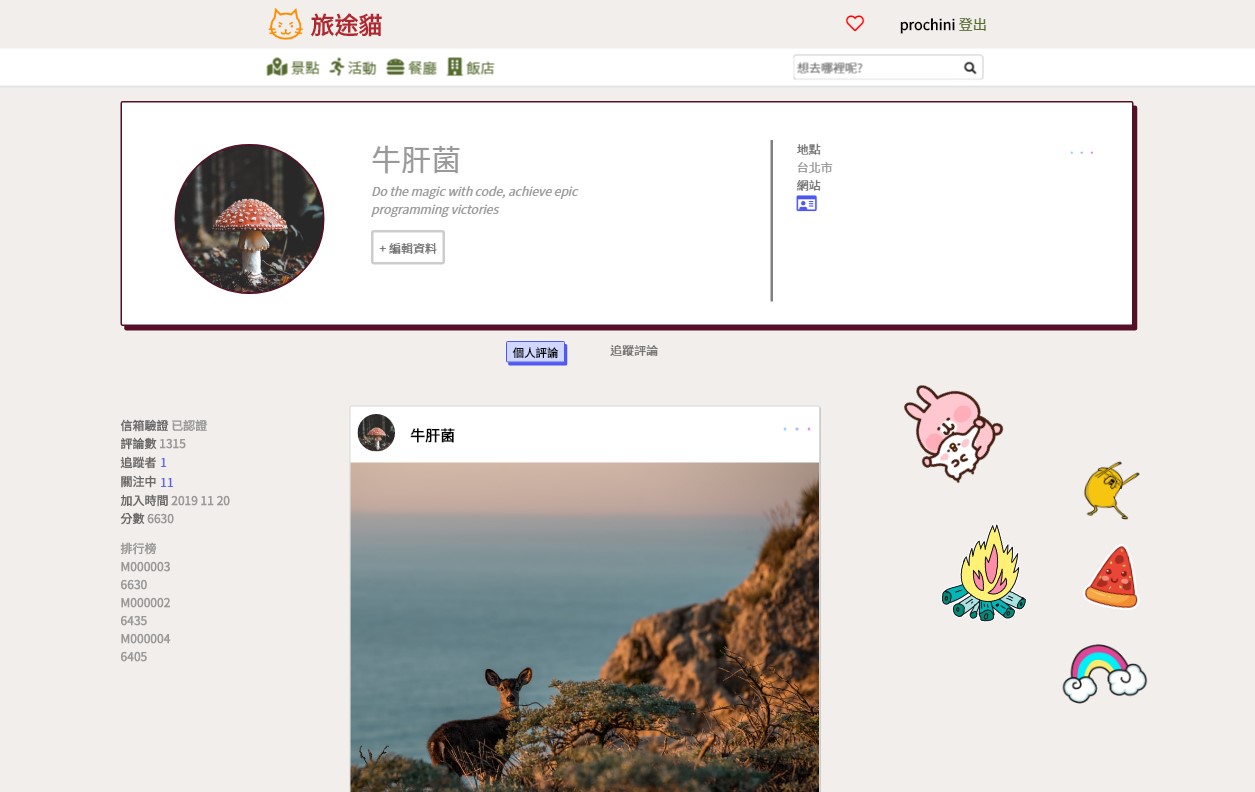 旅途貓
prochini 登出
景點 活動 餐廳 飯店
想去哪裡呢?
牛肝菌
Do the magic with code, achieve epic
programming victories
+ 編輯資料
地點
台北市
網站
個人評論
追蹤評論
信箱驗證 已認證
評論數 1315
追蹤者 1
關注中 11
加入時間 2019 11 20
分數 6630
排行榜
M000003
6630
M000002
6435
M000004
6405
牛肝菌